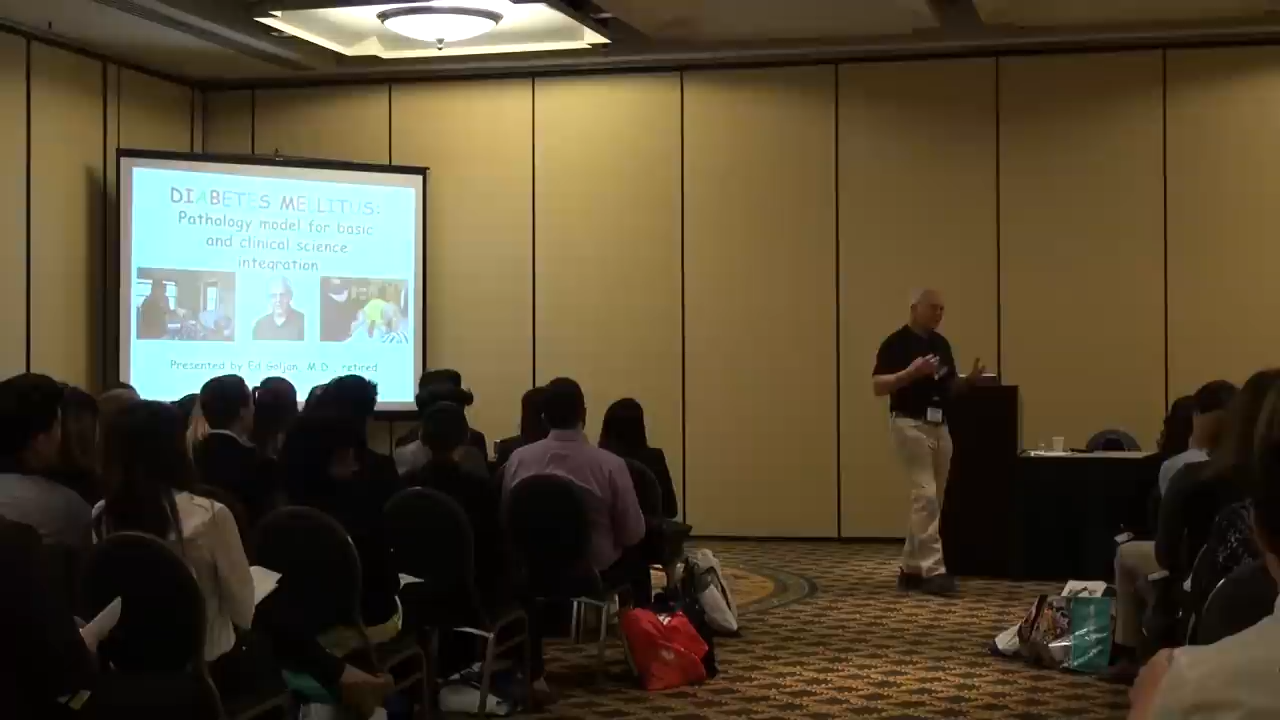 DIABETES MELLITUS:
Pathology model for basic
and clinical science
integration
Presented by Ed Goljan, M.D., retired